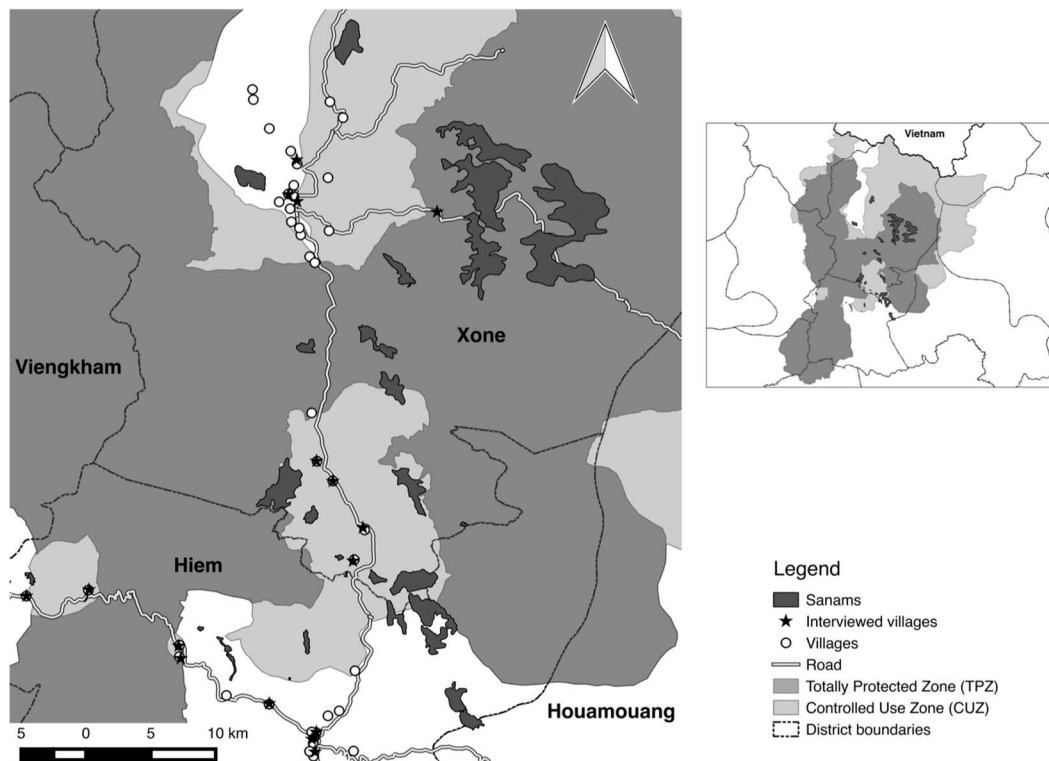 Vietnam
Xone
Viengkham
Hiem
Houamouang
5 0 5 10 km
Legend
Sanams
Interviewed villages
Villages
Road
Totally Protected Zone (TPZ)
Controlled Use Zone (CUZ)
District boundaries